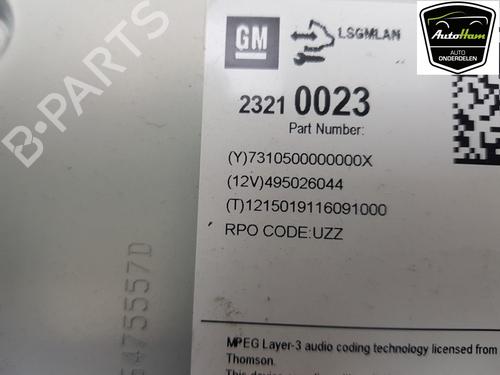 GM
LSGMLAN
2321 0023
Part Number:
(Y)7310500000000X
(12V)495026044
(T)1215019116091000
RPO CODE:UZZ
MPEG Layer-3 audio coding technology licensed from
Thomson.
475557D
B-PARTS
AutoHam
AUTO
ONDERDELEN